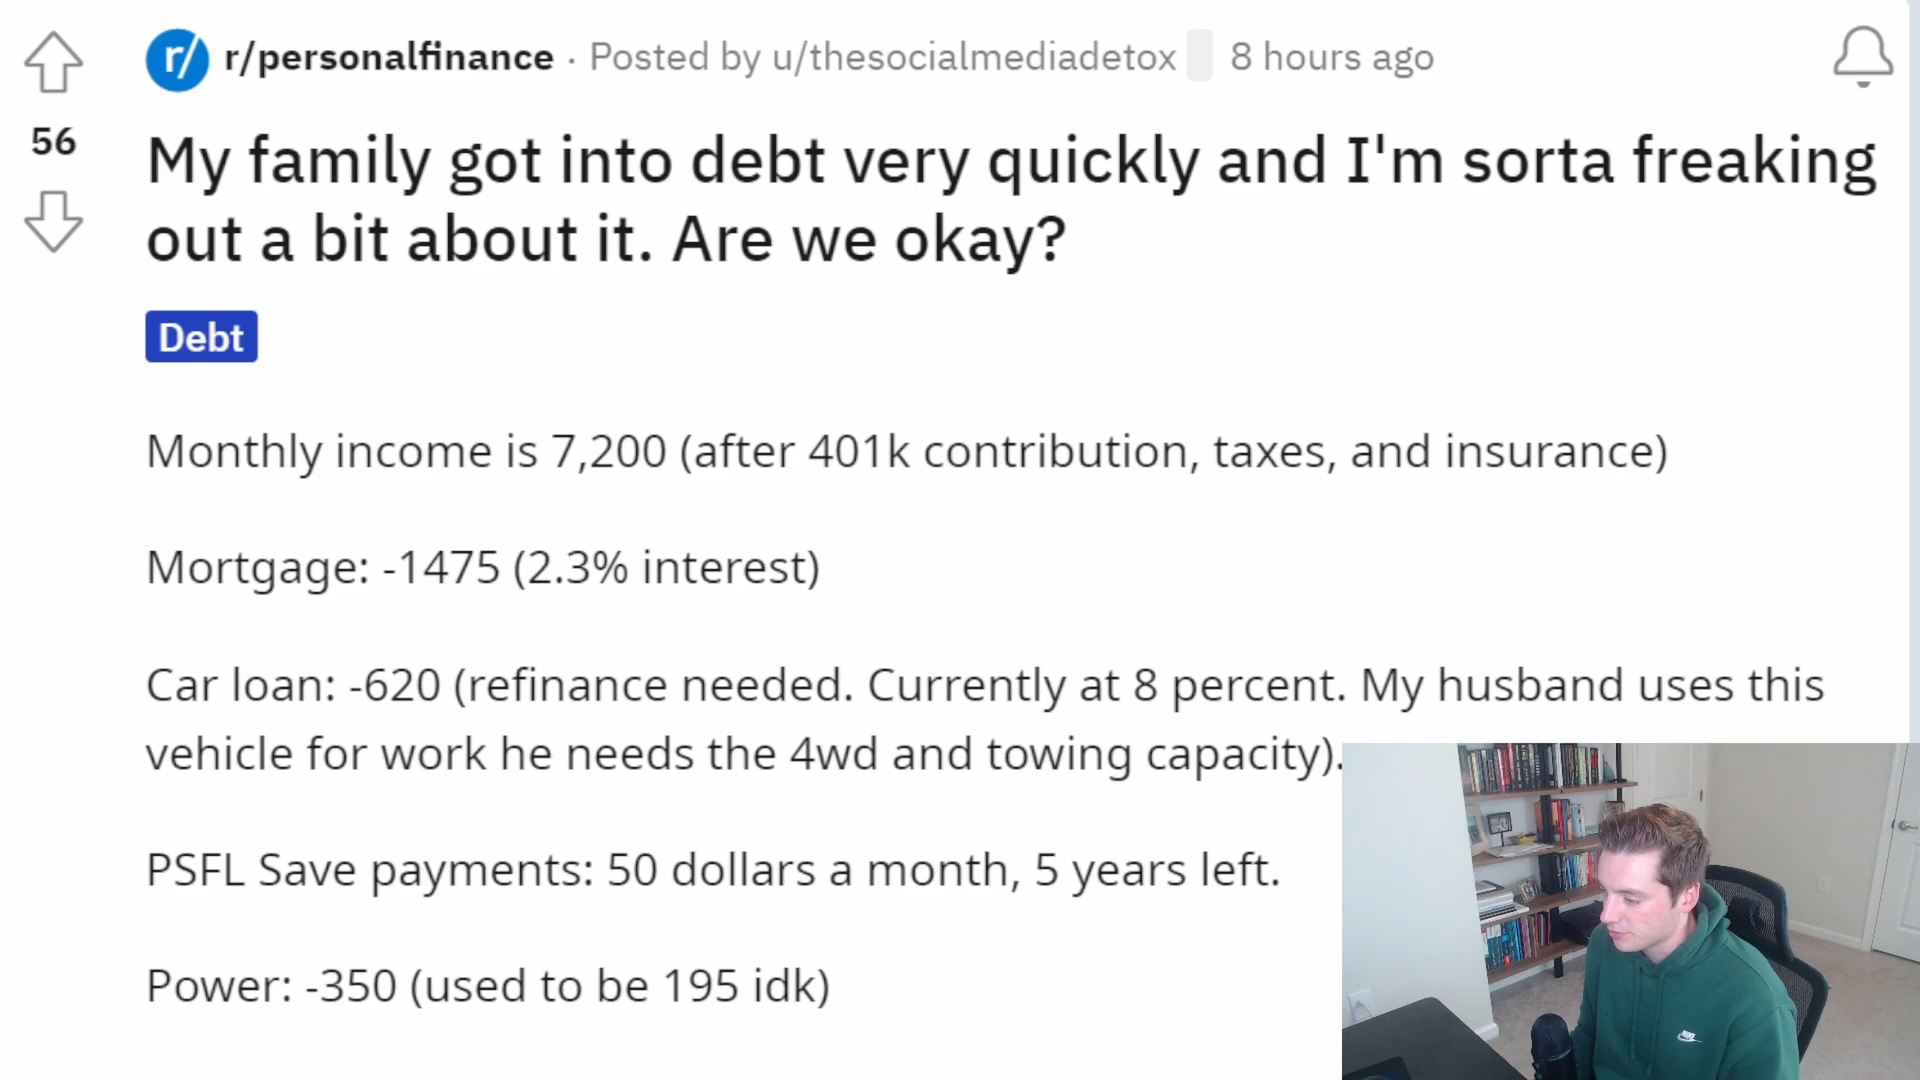 r/ r/personalfinance · Posted by u/thesocialmediadetox 8 hours ago
56
My family got into debt very quickly and I'm sorta freaking
out a bit about it. Are we okay?
Debt
Monthly income is 7,200 (after 401k contribution, taxes, and insurance)
Mortgage: -1475 (2.3% interest)
Car loan: -620 (refinance needed. Currently at 8 percent. My husband uses this
vehicle for work he needs the 4wd and towing capacity).
PSFL Save payments: 50 dollars a month, 5 years left.
Power: -350 (used to be 195 idk)
NIKE